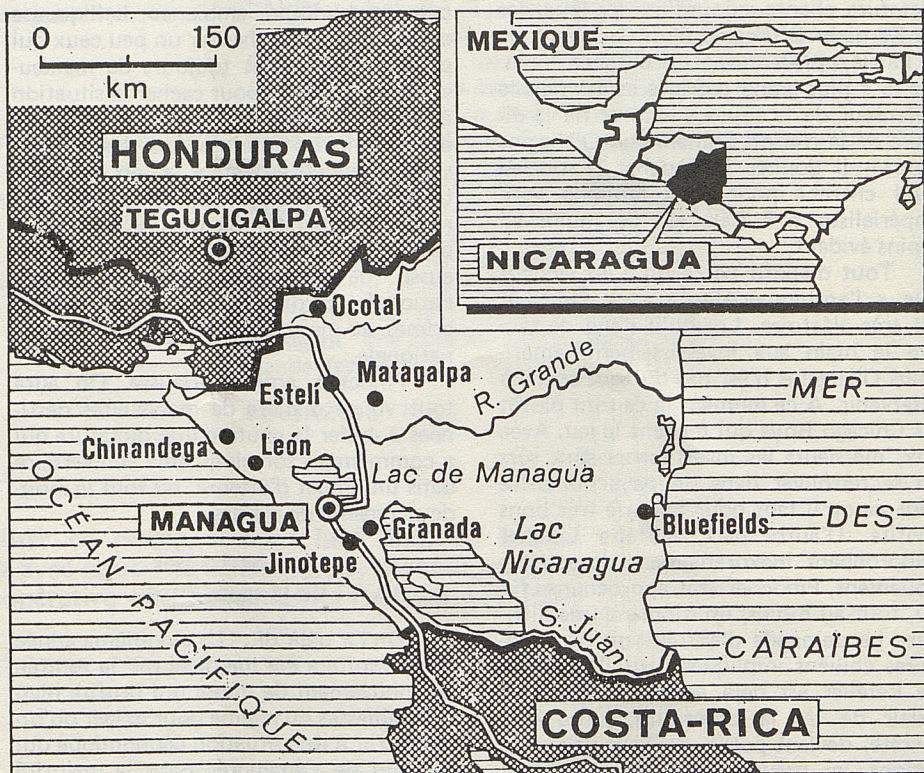 0 150
km
MEXIQUE
HONDURAS
NICARAGUA
TEGUCIGALPA
Ocotal
Estelí
Matagalpa
R. Grande
MER
Chinandega
León
Lac de Managua
OCÉAN PACIFIQUE
MANAGUA
Granada
Lac
Nicaragua
Bluefields
DES
Jinotepe
S. Juan
CARAÏBES
COSTA-RICA